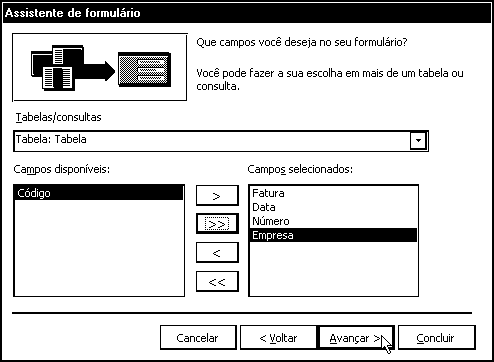 Assistente de formulário
Que campos você deseja no seu formulário?
Você pode fazer a sua escolha em mais de um tabela ou
consulta.
Tabelas/consultas
Tabela: Tabela
Campos disponíveis:
Campos selecionados:
Código
>
>>
<
<<
Fatura
Data
Número
Empresa
Cancelar
< Voltar
Avançar >
Concluir